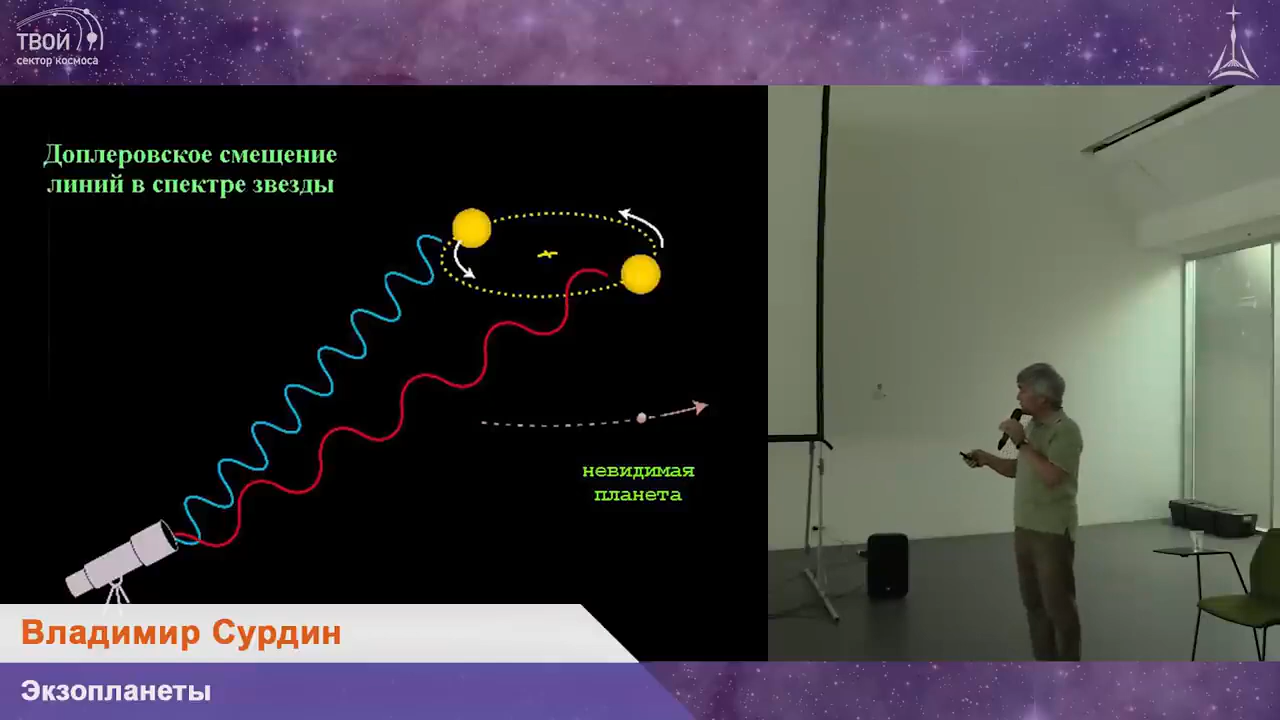 ТВОЙ
сектор космоса
Доплеровское смещение
линий в спектре звезды
невидимая
планета
Владимир Сурдин
Экзопланеты